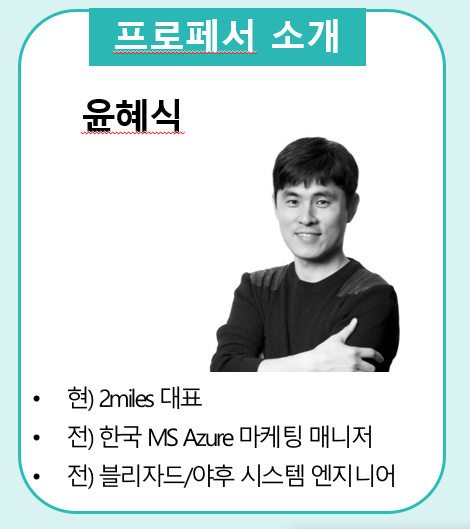 프로페서 소개
윤혜식
• 현) 2miles 대표
• 전) 한국 MS Azure 마케팅 매니저
• 전) 블리자드/야후 시스템 엔지니어